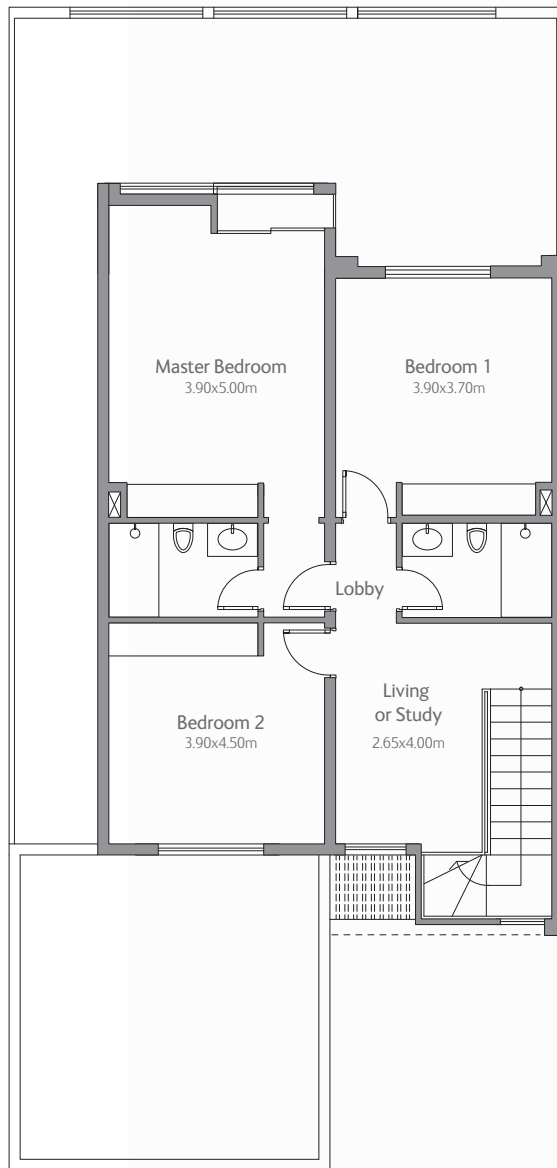 Master Bedroom
3.90x5.00m
Bedroom 1
3.90x3.70m
Lobby
Living
or Study
2.65x4.00m
Bedroom 2
3.90x4.50m